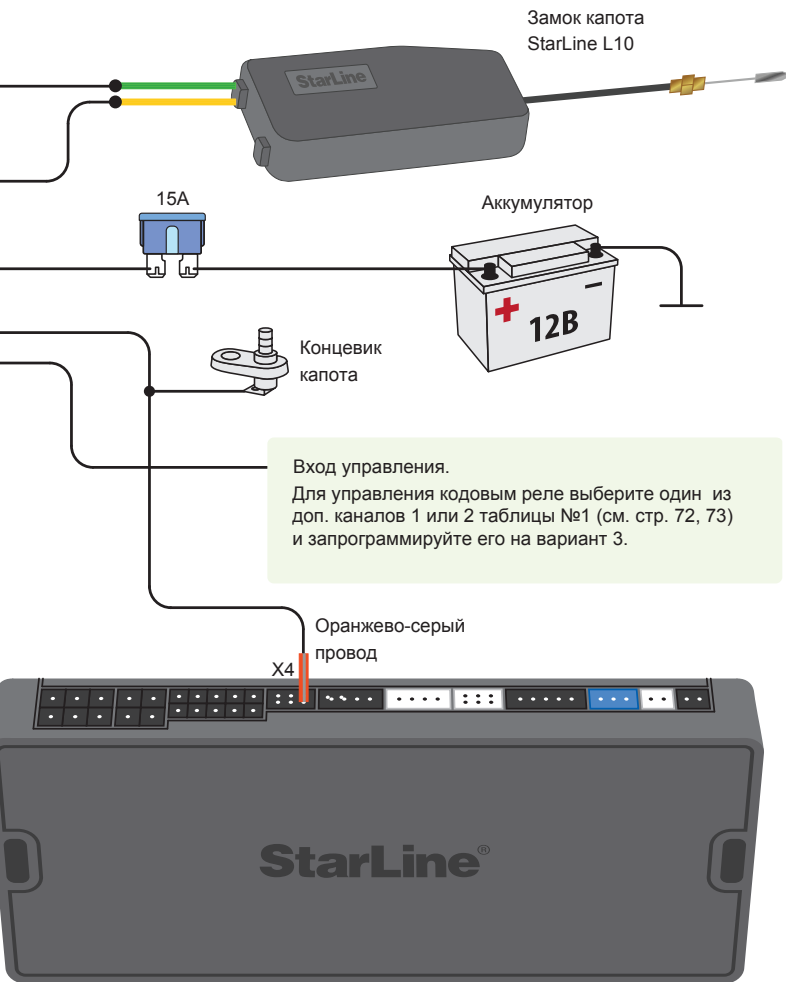 Замок капота
StarLine L10
StarLine
15А
Аккумулятор
12В
Концевик
капота
Вход управления.
Для управления кодовым реле выберите один из
доп. каналов 1 или 2 таблицы №1 (см. стр. 72, 73)
и запрограммируйте его на вариант 3.
Оранжево-серый
провод
X4
StarLine®